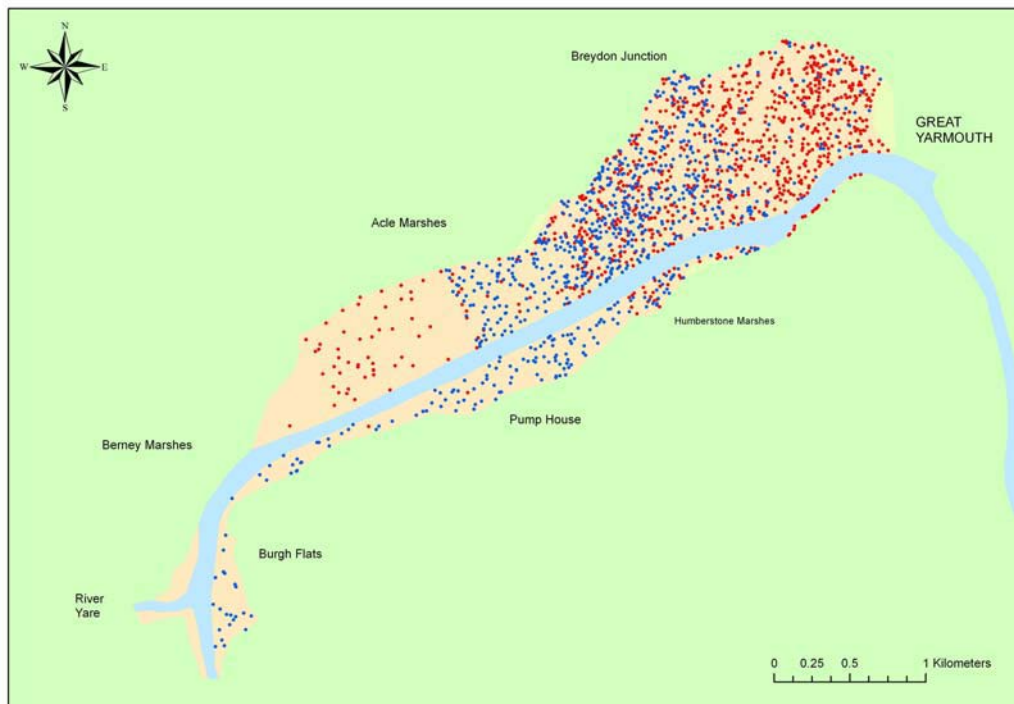 N
W E
S
Breydon Junction
GREAT
YARMOUTH
Acle Marshes
Humberstone Marshes
Pump House
Berney Marshes
Burgh Flats
River
Yare
0 0.25 0.5 1 Kilometers